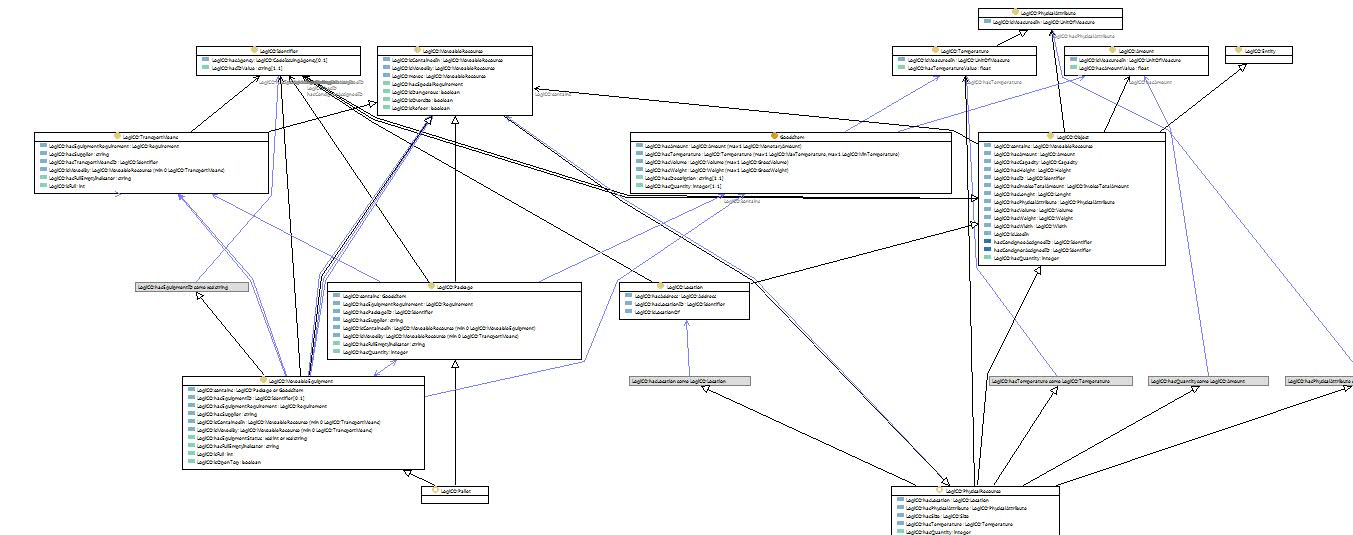 LogICO:PhysicalAttribute
LogICO:isMeasuredIn : LogICO:UnitOfMeasure
LogICO:Identifier
LogICO:hasAgency : LogICO:CodeIssuingAgency[0..1]
LogICO:hasIDValue : string[1..1]
LogICO:MoveableResource
LogICO:isContainedIn : LogICO:MoveableResource
LogICO:isMovedBy : LogICO:MoveableResource
LogICO:moves : LogICO:MoveableResource
LogICO:hasSpecialRequirement
LogICO:isDangerous : boolean
LogICO:isOversize : boolean
LogICO:isReefer : boolean
LogICO:Temperature
LogICO:isMeasuredIn : LogICO:UnitOfMeasure
LogICO:hasTemperatureValue : float
LogICO:Amount
LogICO:isMeasuredIn : LogICO:UnitOfMeasure
LogICO:hasAmountValue : float
LogICO:Entity
LogICO:hasPhysicalAttribute
LogICO:hasTemperature
LogICO:hasAmount
LogICO:contains
LogICO:TransportMeans
LogICO:hasEquipmentRequirement : LogICO:Requirement
LogICO:hasSupplier : string
LogICO:hasTransportMeansID : LogICO:Identifier
LogICO:isMovedBy : LogICO:MoveableResource (min 0 LogICO:TransportMeans)
LogICO:hasFullEmptyIndicator : string
LogICO:isFull : int
GoodsItem
LogICO:hasAmount : LogICO:Amount (max 1 LogICO:MonetaryAmount)
LogICO:hasTemperature : LogICO:Temperature (max 1 LogICO:MaxTemperature, max 1 LogICO:MinTemperature)
LogICO:hasVolume : LogICO:Volume (max 1 LogICO:GrossVolume)
LogICO:hasWeight : LogICO:Weight (max 1 LogICO:GrossWeight)
LogICO:hasDescription : string[1..1]
LogICO:hasQuantity : integer[1..1]
LogICO:contains
LogICO:Object
LogICO:contains : LogICO:MoveableResource
LogICO:hasAmount : LogICO:Amount
LogICO:hasCapacity : LogICO:Capacity
LogICO:hasHeight : LogICO:Height
LogICO:hasID : LogICO:Identifier
LogICO:hasInvoiceTotalAmount : LogICO:InvoiceTotalAmount
LogICO:hasLenght : LogICO:Lenght
LogICO:hasPhysicalAttribute : LogICO:PhysicalAttribute
LogICO:hasVolume : LogICO:Volume
LogICO:hasWeight : LogICO:Weight
LogICO:hasWidth : LogICO:Width
LogICO:isUsedIn
hasConsigneeAssignedID : LogICO:Identifier
hasConsignorAssignedID : LogICO:Identifier
LogICO:hasQuantity : integer
LogICO:hasEquipmentID some xsd:string
LogICO:Package
LogICO:contains : GoodsItem
LogICO:hasEquipmentRequirement : LogICO:Requirement
LogICO:hasPackageID : LogICO:Identifier
LogICO:hasSupplier : string
LogICO:isContainedIn : LogICO:MoveableResource (min 0 LogICO:MoveableEquipment)
LogICO:isMovedBy : LogICO:MoveableResource (min 0 LogICO:TransportMeans)
LogICO:hasFullEmptyIndicator : string
LogICO:hasQuantity : integer
LogICO:Location
LogICO:hasAddress : LogICO:Address
LogICO:hasLocationID : LogICO:Identifier
LogICO:isLocationOf
LogICO:MoveableEquipment
LogICO:contains : LogICO:Package or GoodsItem
LogICO:hasEquipmentID : LogICO:Identifier[0..1]
LogICO:hasEquipmentRequirement : LogICO:Requirement
LogICO:hasSupplier : string
LogICO:isContainedIn : LogICO:MoveableResource (min 0 LogICO:TransportMeans)
LogICO:isMovedBy : LogICO:MoveableResource (min 0 LogICO:TransportMeans)
LogICO:hasEquipmentStatus : xsd:int or xsd:string
LogICO:hasFullEmptyIndicator : string
LogICO:isFull : int
LogICO:isOpenTop : boolean
LogICO:hasLocation some LogICO:Location
LogICO:hasTemperature some LogICO:Temperature
LogICO:hasQuantity some LogICO:Amount
LogICO:hasPhysicalAttribute
LogICO:Pallet
LogICO:PhysicalResource
LogICO:hasLocation : LogICO:Location
LogICO:hasPhysicalAttribute : LogICO:PhysicalAttribute
LogICO:hasSize : LogICO:Size
LogICO:hasTemperature : LogICO:Temperature
LogICO:hasQuantity : integer